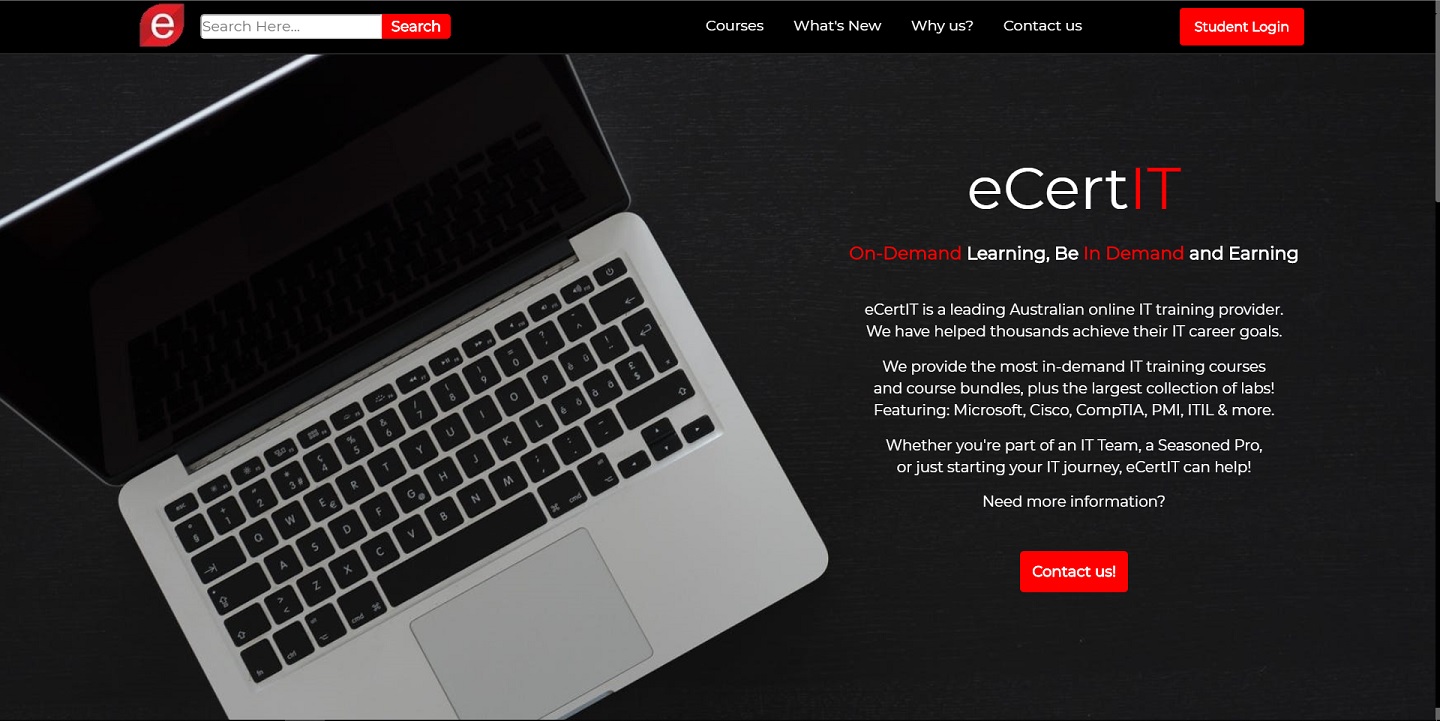 e
Search Here...
Search
Courses
What's New
Why us?
Contact us
Student Login
eCertIT
On-Demand Learning, Be In Demand and Earning
eCertIT is a leading Australian online IT training provider.
We have helped thousands achieve their IT career goals.
We provide the most in-demand IT training courses
and course bundles, plus the largest collection of labs!
Featuring: Microsoft, Cisco, CompTIA, PMI, ITIL & more.
Whether you're part of an IT Team, a Seasoned Pro,
or just starting your IT journey, eCertIT can help!
Need more information?
Contact us!